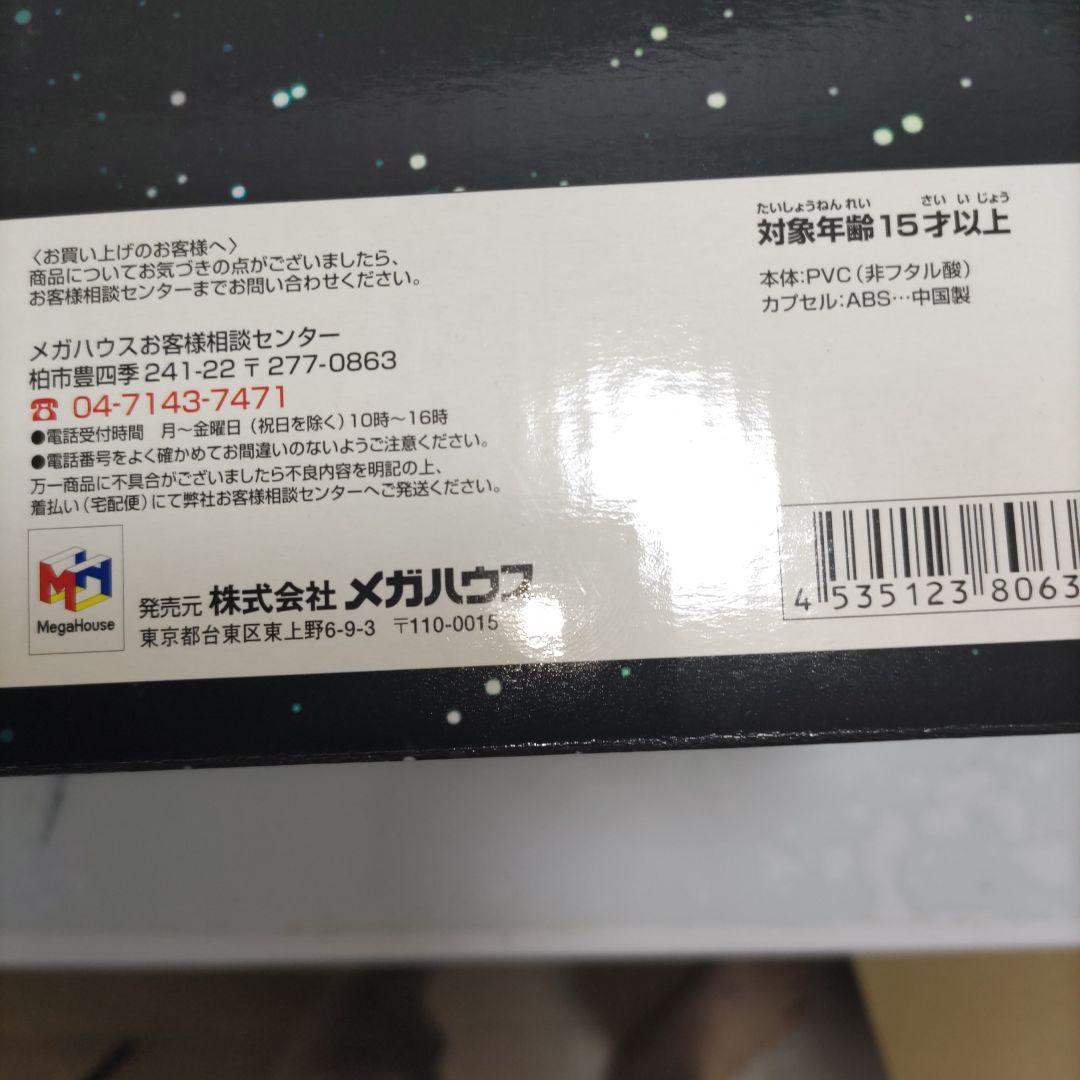 〈お買い上げのお客様へ〉
商品についてお気づきの点がございましたら、
お客様相談センターまでお問い合わせください。
メガハウスお客様相談センター
柏市豊四季241-22 〒277-0863
☎ 04-7143-7471
●電話受付時間 月～金曜日（祝日を除く）10時～16時
●電話番号をよく確かめてお間違いのないようご注意ください。
万一商品に不具合がございましたら不良内容を明記の上、
着払い（宅配便）にて弊社お客様相談センターへご発送ください。
MH
MegaHouse
発売元 株式会社 メガハウス
東京都台東区東上野6-9-3 〒110-0015
たいしょうねんれい さいいじょう
対象年齢15才以上
本体:PVC（非フタル酸）
カプセル:ABS…中国製
4 535123 8063